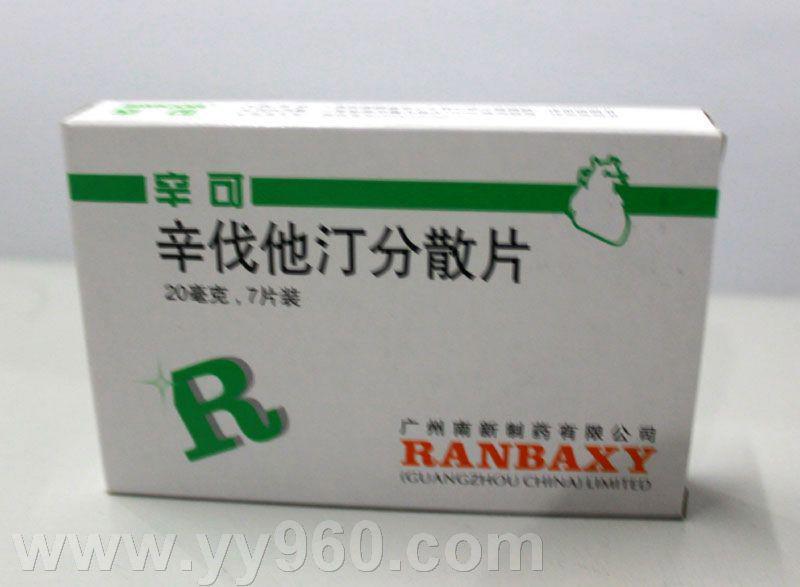 辛可
辛伐他汀分散片
20毫克，7片装
R
广州南新制药有限公司
RANBAXY
(GUANGZHOU CHINA) LIMITED
www.yy960.com